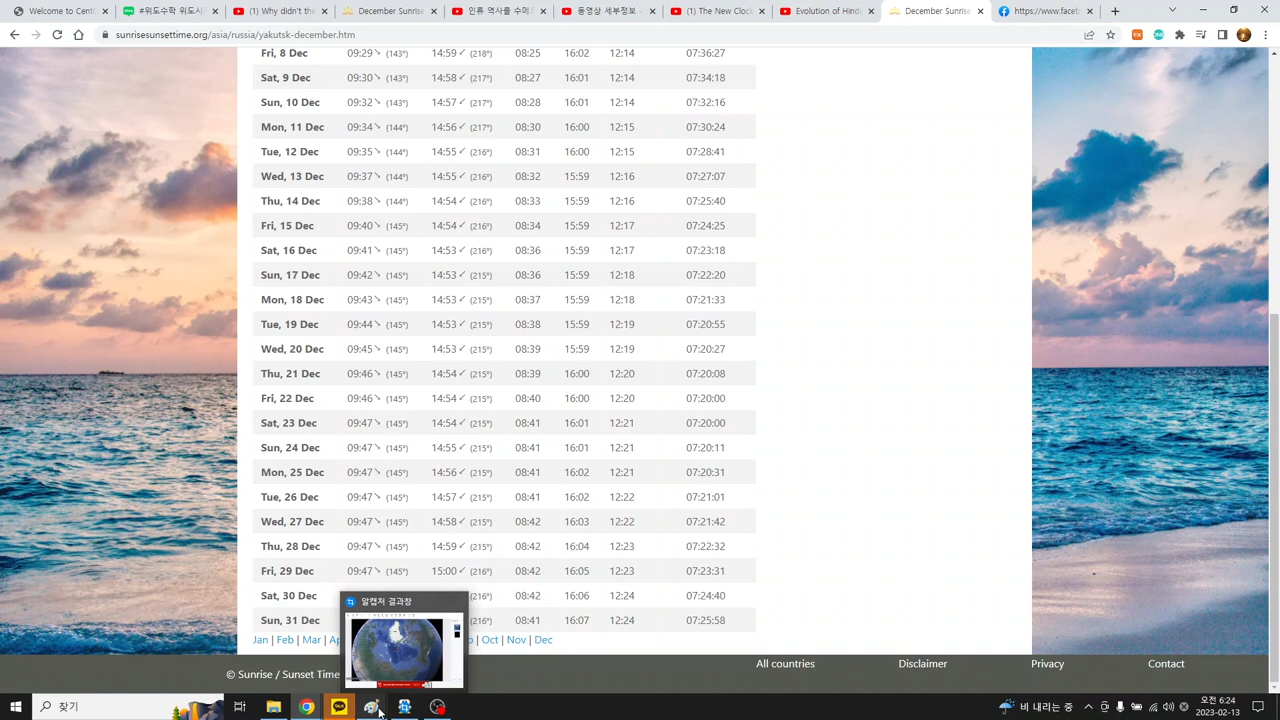 Welcome to CO
#위도수학 위도시기
Why didn't the
December Sunrise
인류 역사를 수메르
동영상 세부정보 -
(1) The New Clock
Evolution of Hindu
December Sunrise
https://www.faceb
sunrisesunsettime.org/asia/russia/yakutsk-december.htm
Fri, 8 Dec 09:29 (143°) 14:59 (218°) 08:25 16:02 12:14 07:36:27
Sat, 9 Dec 09:30 (143°) 14:58 (217°) 08:27 16:01 12:14 07:34:18
Sun, 10 Dec 09:32 (143°) 14:57 (217°) 08:28 16:01 12:14 07:32:16
Mon, 11 Dec 09:34 (144°) 14:56 (217°) 08:30 16:00 12:15 07:30:24
Tue, 12 Dec 09:35 (144°) 14:55 (216°) 08:31 16:00 12:15 07:28:41
Wed, 13 Dec 09:37 (144°) 14:55 (216°) 08:32 15:59 12:16 07:27:07
Thu, 14 Dec 09:38 (144°) 14:54 (216°) 08:33 15:59 12:16 07:25:40
Fri, 15 Dec 09:40 (145°) 14:54 (216°) 08:34 15:59 12:17 07:24:25
Sat, 16 Dec 09:41 (145°) 14:53 (216°) 08:36 15:59 12:17 07:23:18
Sun, 17 Dec 09:42 (145°) 14:53 (215°) 08:36 15:59 12:18 07:22:20
Mon, 18 Dec 09:43 (145°) 14:53 (215°) 08:37 15:59 12:18 07:21:33
Tue, 19 Dec 09:44 (145°) 14:53 (215°) 08:38 15:59 12:19 07:20:55
Wed, 20 Dec 09:45 (145°) 14:53 (215°) 08:39 15:59 12:19 07:20:27
Thu, 21 Dec 09:46 (145°) 14:54 (215°) 08:39 16:00 12:20 07:20:08
Fri, 22 Dec 09:46 (145°) 14:54 (215°) 08:40 16:00 12:20 07:20:00
Sat, 23 Dec 09:47 (145°) 14:54 (215°) 08:41 16:01 12:21 07:20:00
Sun, 24 Dec 09:47 (145°) 14:55 (215°) 08:41 16:01 12:21 07:20:11
Mon, 25 Dec 09:47 (145°) 14:56 (215°) 08:41 16:02 12:21 07:20:31
Tue, 26 Dec 09:47 (145°) 14:57 (215°) 08:41 16:02 12:22 07:21:01
Wed, 27 Dec 09:47 (145°) 14:58 (215°) 08:42 16:03 12:22 07:21:42
Thu, 28 Dec 09:47 (145°) 14:59 (215°) 08:42 16:04 12:23 07:22:32
Fri, 29 Dec 09:47 (145°) 15:00 (216°) 08:42 16:05 12:23 07:23:31
Sat, 30 Dec (216°) 08:42 16:06 12:24 07:24:40
Sun, 31 Dec (216°) 08:41 16:07 12:24 07:25:58
알캡처 결과창
Jan | Feb | Mar | Ap | Oct | Nov | Dec
All countries Disclaimer Privacy Contact
© Sunrise / Sunset Time
찾기
TALK
비 내리는 중
오전 6:24
2023-02-13